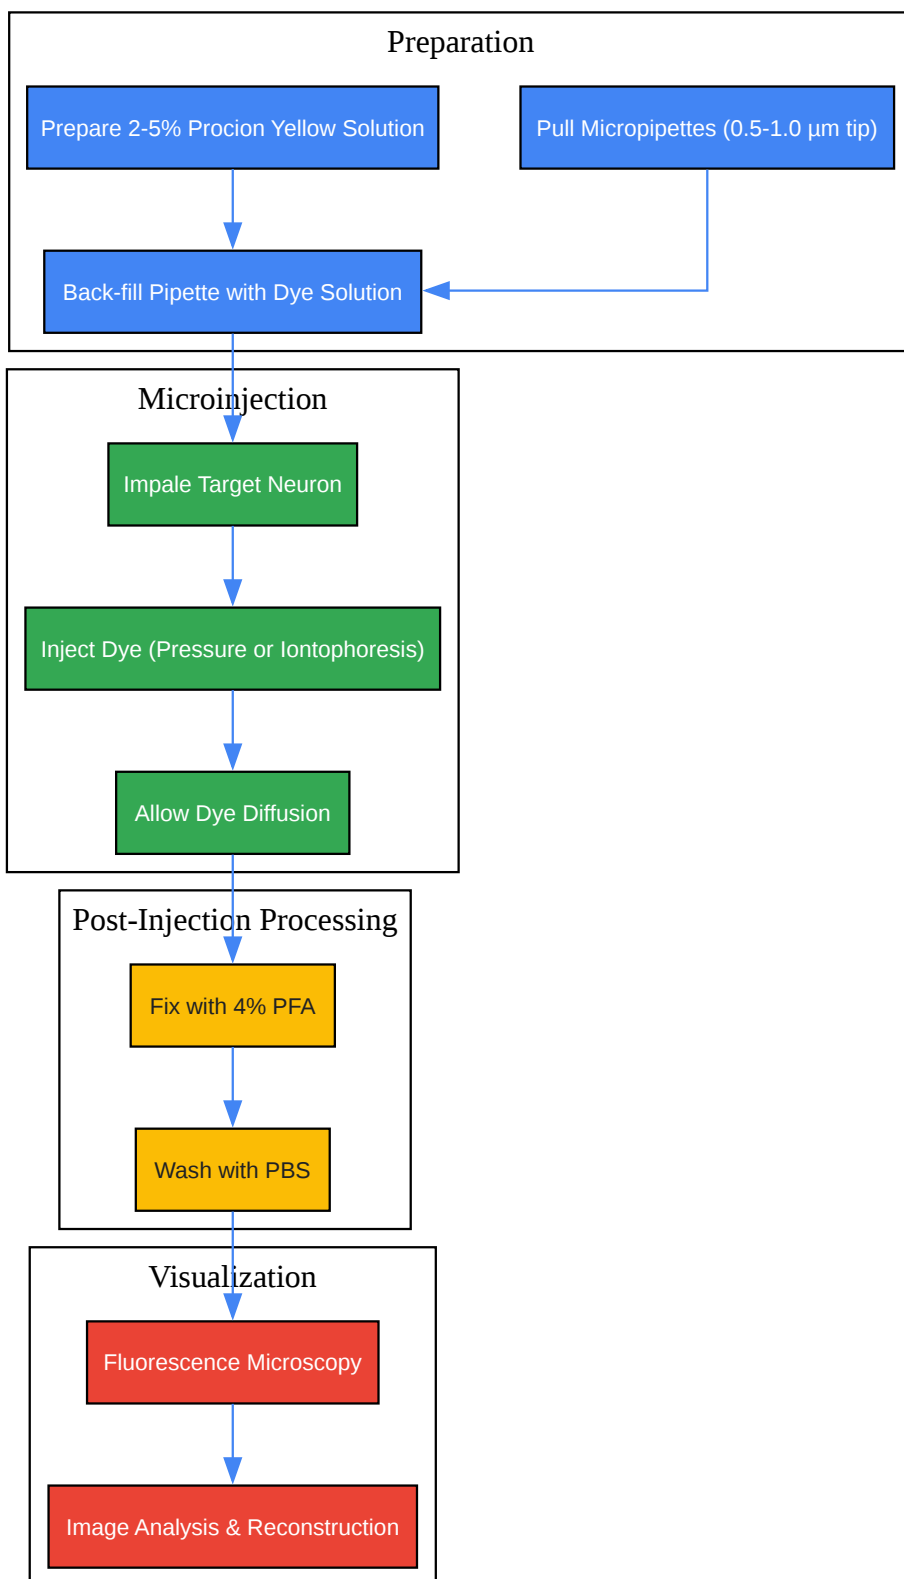 Preparation
Prepare 2-5% Procion Yellow Solution
Pull Micropipettes (0.5-1.0 µm tip)
Back-fill Pipette with Dye Solution
Microinjection
Impale Target Neuron
Inject Dye (Pressure or Iontophoresis)
Allow Dye Diffusion
Post-Injection Processing
Fix with 4% PFA
Wash with PBS
Visualization
Fluorescence Microscopy
Image Analysis & Reconstruction